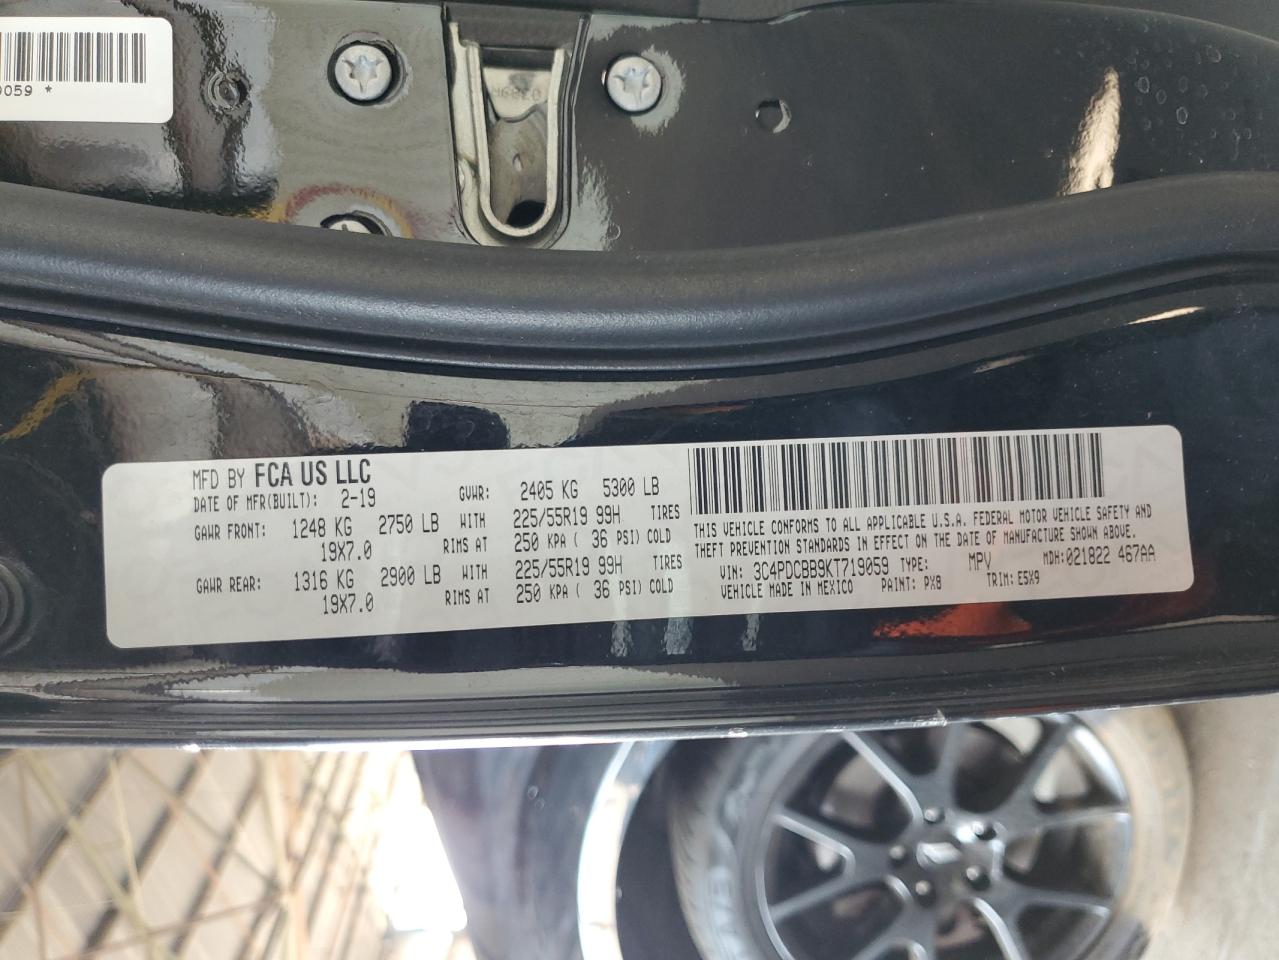 0059 *
MFD BY FCA US LLC
DATE OF MFR(BUILT): 2-19 GVWR: 2405 KG 5300 LB
GAWR FRONT: 1248 KG 2750 LB WITH 225/55R19 99H TIRES
19X7.0 RIMS AT 250 KPA ( 36 PSI) COLD
GAWR REAR: 1316 KG 2900 LB WITH 225/55R19 99H TIRES
19X7.0 RIMS AT 250 KPA ( 36 PSI) COLD
THIS VEHICLE CONFORMS TO ALL APPLICABLE U.S.A. FEDERAL MOTOR VEHICLE SAFETY AND
THEFT PREVENTION STANDARDS IN EFFECT ON THE DATE OF MANUFACTURE SHOWN ABOVE.
VIN: 3C4PDCBB9KT719059 TYPE: MPV MDH:021822 467AA
VEHICLE MADE IN MEXICO PAINT: PX8 TRIM: E5X9